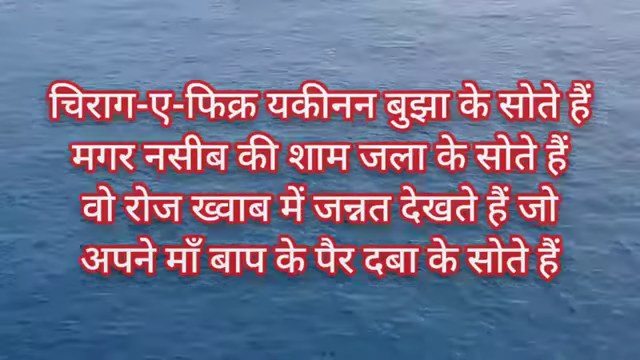 चिराग-ए-फिक्र यकीनन बुझा के सोते हैं
मगर नसीब की शाम जला के सोते हैं
वो रोज ख्वाब में जन्नत देखते हैं जो
अपने माँ बाप के पैर दबा के सोते हैं